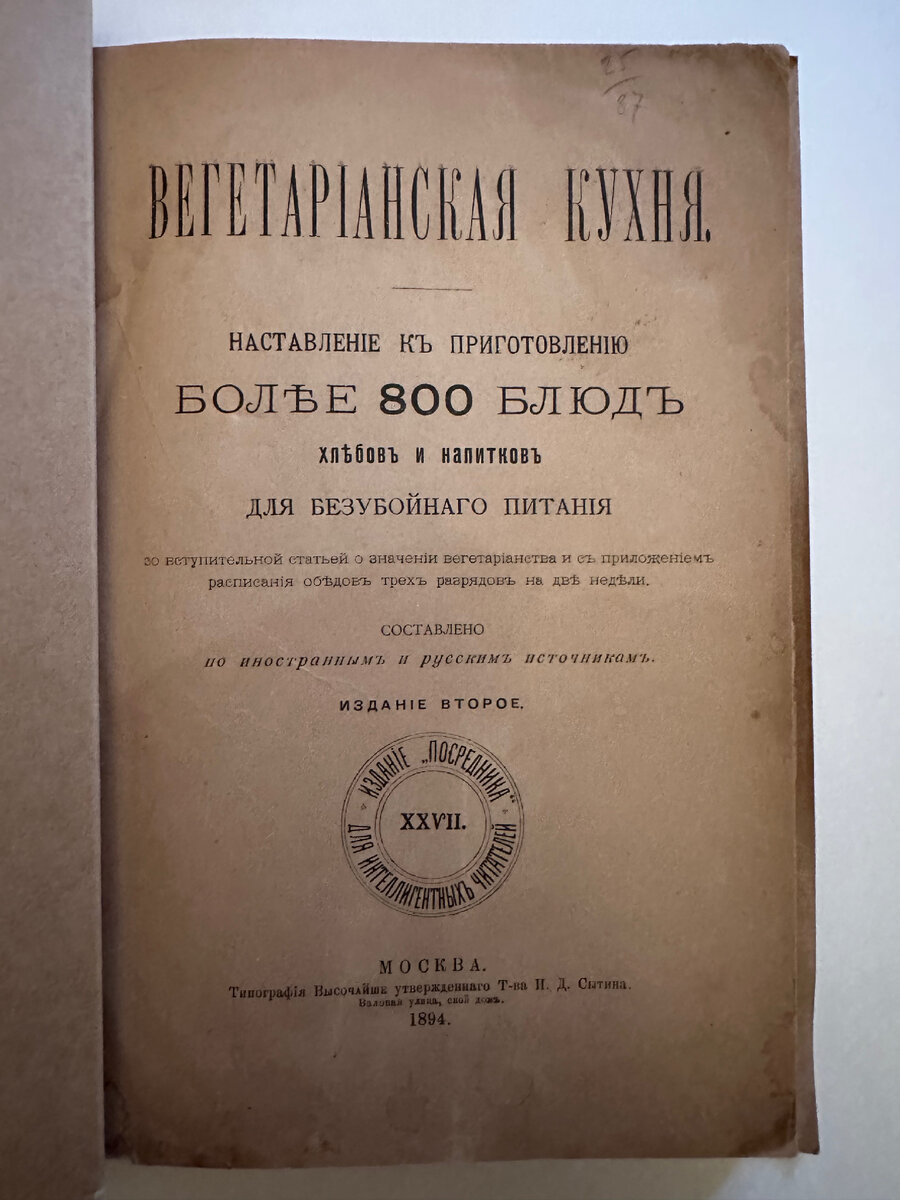 25
87
ВЕГЕТАРІАНСКАЯ КУХНЯ.
НАСТАВЛЕНІЕ КЪ ПРИГОТОВЛЕНІЮ
БОЛѢЕ 800 БЛЮДЪ
ХЛѢБОВЪ И НАПИТКОВЪ
ДЛЯ БЕЗУБОЙНАГО ПИТАНІЯ
со вступительной статьей о значеніи вегетаріанства и съ приложеніемъ
расписанія обѣдовъ трехъ разрядовъ на двѣ недѣли.
СОСТАВЛЕНО
по иностраннымъ и русскимъ источникамъ.
ИЗДАНІЕ ВТОРОЕ.
ИЗДАНІЕ „ПОСРЕДНИКА“
XXVII.
ДЛЯ ИНТЕЛЛИГЕНТНЫХЪ ЧИТАТЕЛЕЙ
МОСКВА.
Типографія Высочайше утвержденнаго Т-ва И. Д. Сытина.
Валовая улица, свой домъ.
1894.